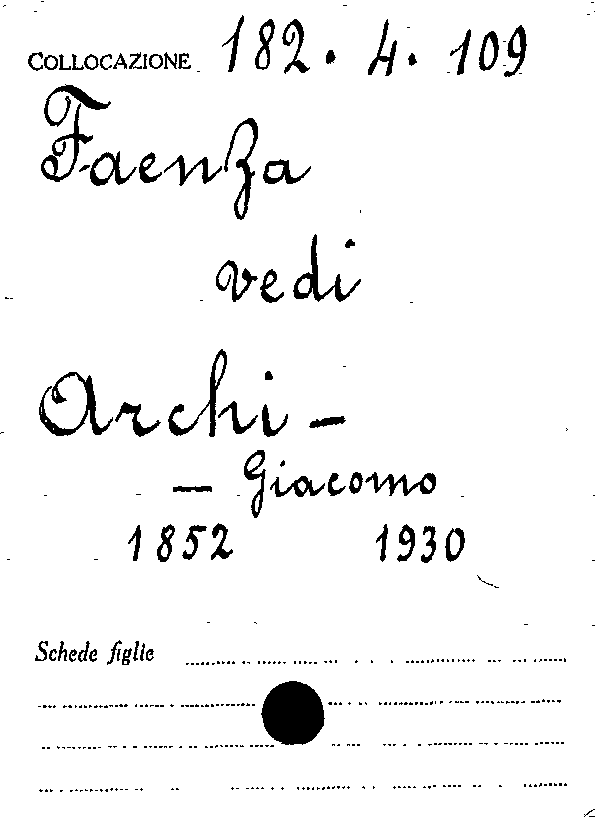 COLLOCAZIONE 182. 4. 109
Faenza
vedi
Archi -
- Giacomo
1852 1930
Schede figlie